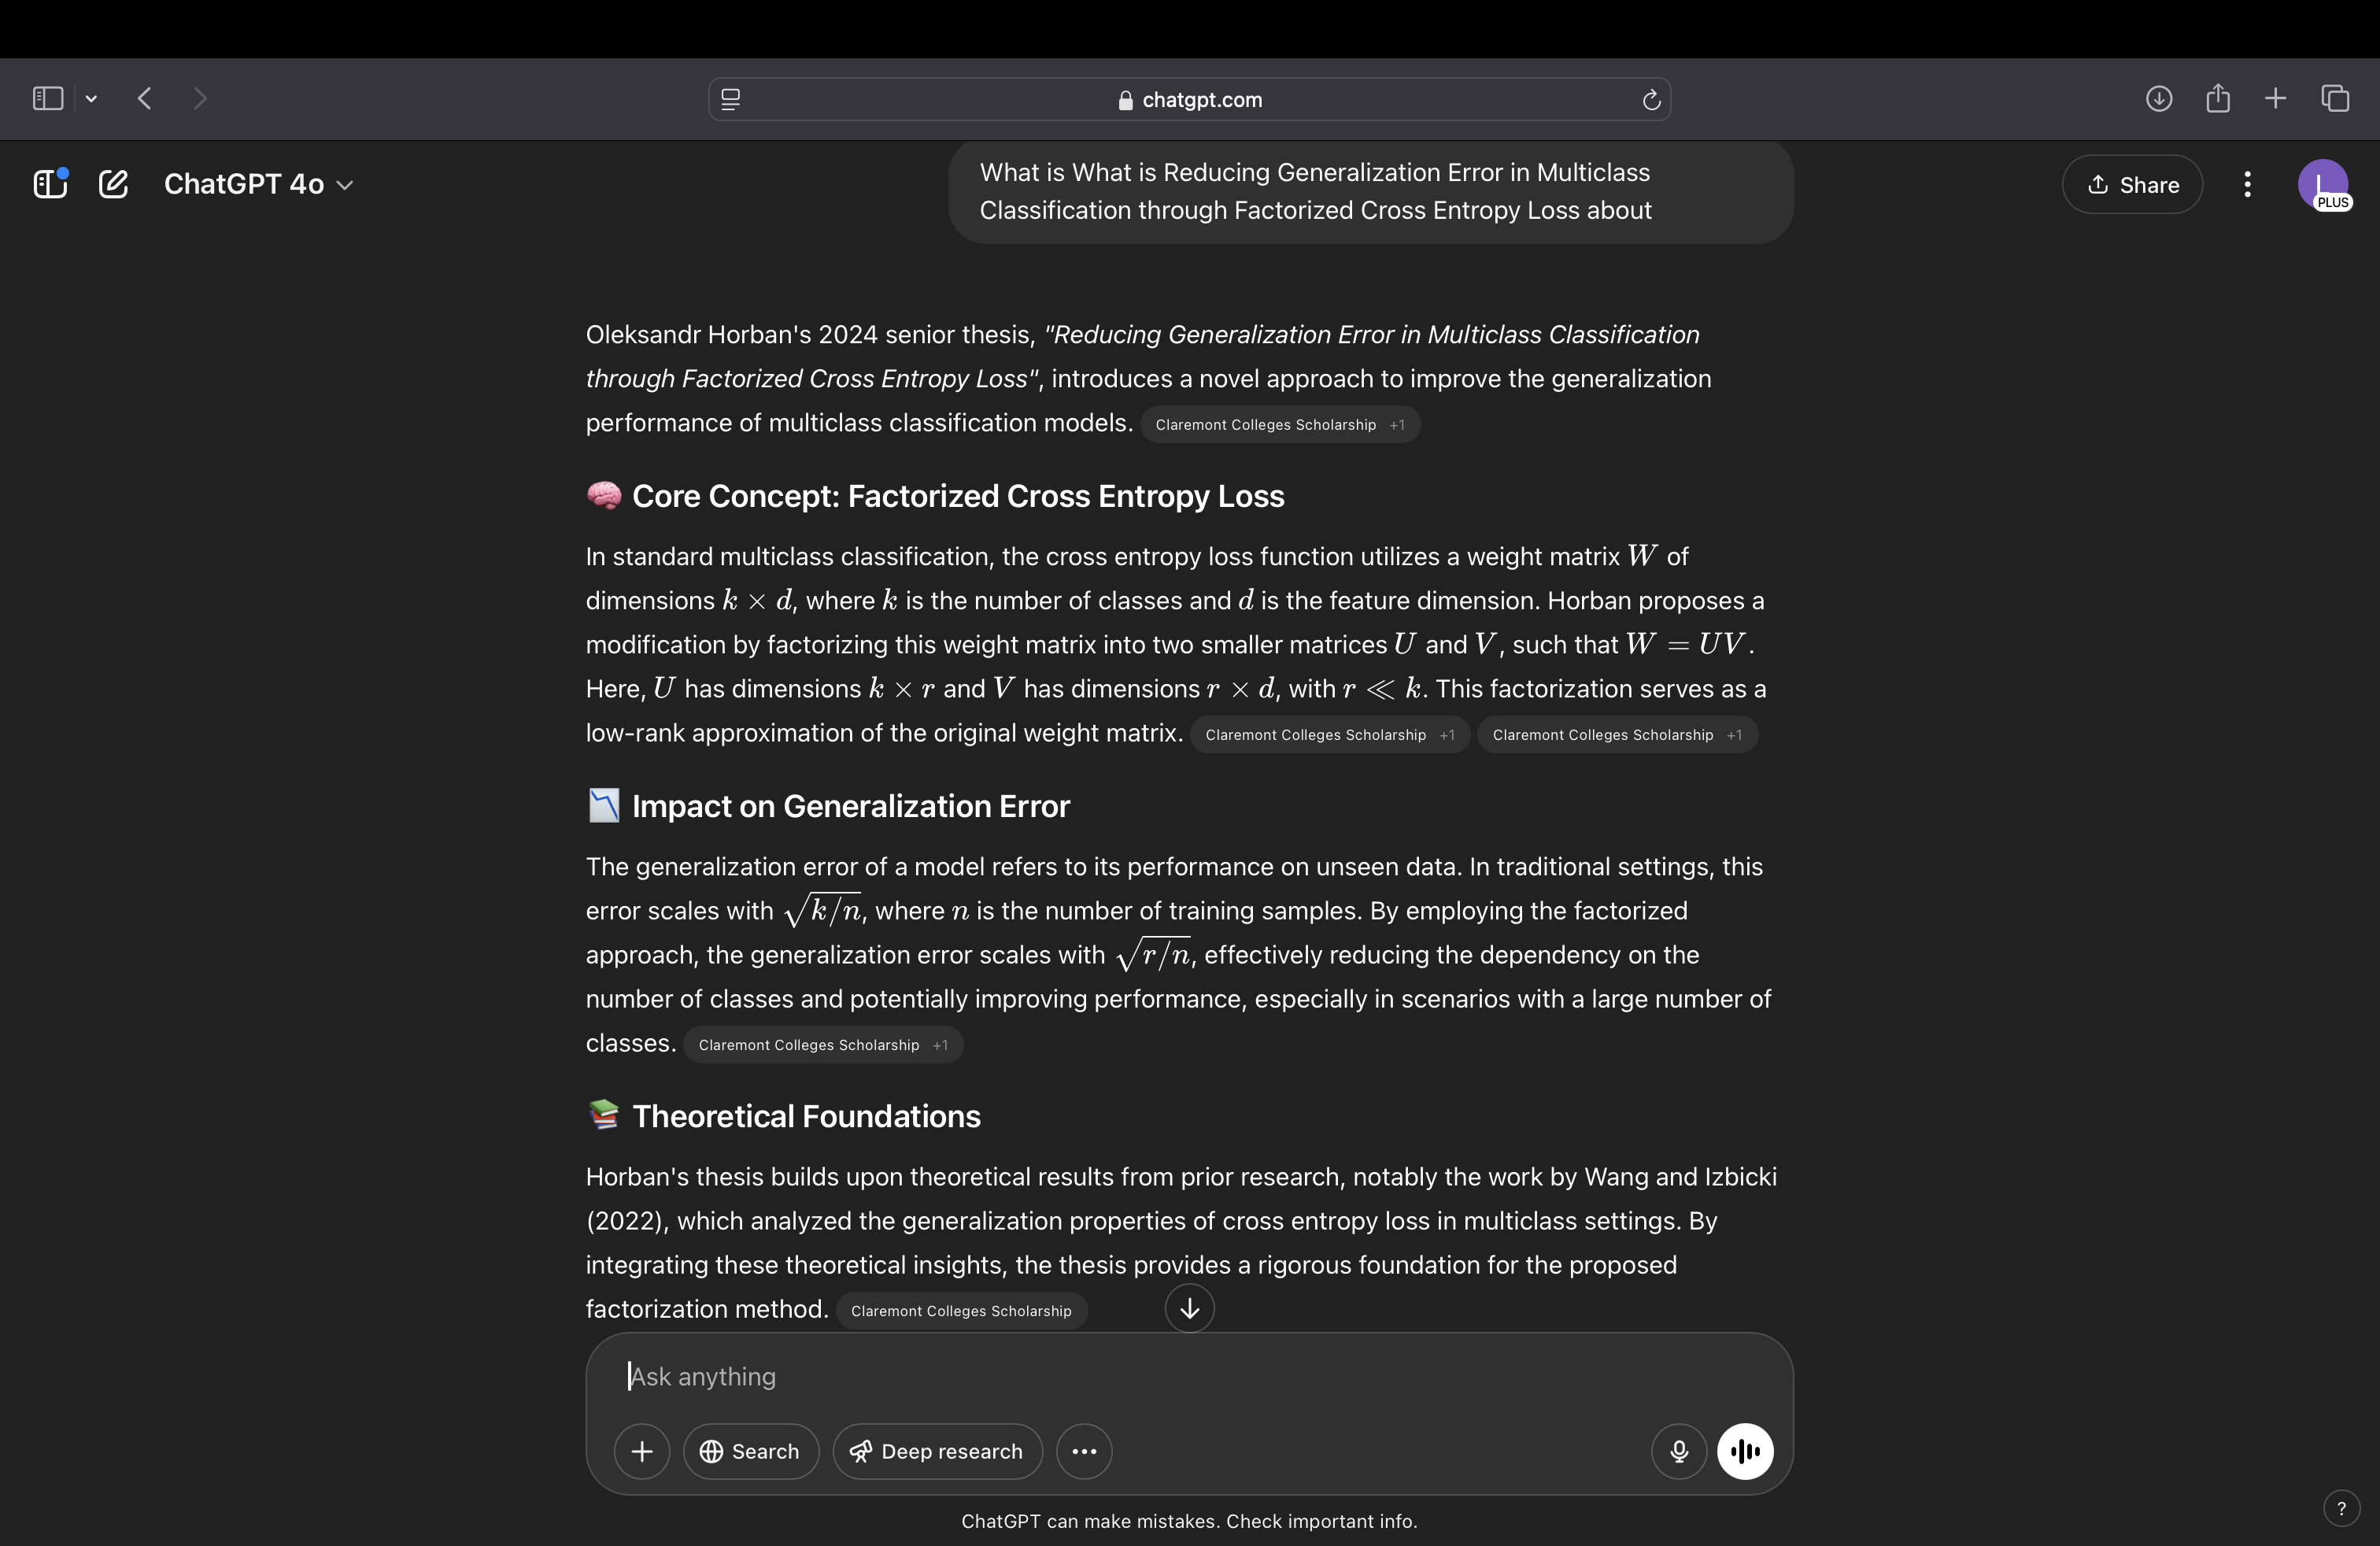 chatgpt.com
ChatGPT 4o
What is What is Reducing Generalization Error in Multiclass
Classification through Factorized Cross Entropy Loss about
Share
L
PLUS
Oleksandr Horban's 2024 senior thesis, "Reducing Generalization Error in Multiclass Classification
through Factorized Cross Entropy Loss", introduces a novel approach to improve the generalization
performance of multiclass classification models. Claremont Colleges Scholarship +1
🧠 Core Concept: Factorized Cross Entropy Loss
In standard multiclass classification, the cross entropy loss function utilizes a weight matrix W of
dimensions k × d, where k is the number of classes and d is the feature dimension. Horban proposes a
modification by factorizing this weight matrix into two smaller matrices U and V, such that W = UV.
Here, U has dimensions k × r and V has dimensions r × d, with r ≪ k. This factorization serves as a
low-rank approximation of the original weight matrix. Claremont Colleges Scholarship +1 Claremont Colleges Scholarship +1
📉 Impact on Generalization Error
The generalization error of a model refers to its performance on unseen data. In traditional settings, this
error scales with √k/n, where n is the number of training samples. By employing the factorized
approach, the generalization error scales with √r/n, effectively reducing the dependency on the
number of classes and potentially improving performance, especially in scenarios with a large number of
classes. Claremont Colleges Scholarship +1
📚 Theoretical Foundations
Horban's thesis builds upon theoretical results from prior research, notably the work by Wang and Izbicki
(2022), which analyzed the generalization properties of cross entropy loss in multiclass settings. By
integrating these theoretical insights, the thesis provides a rigorous foundation for the proposed
factorization method. Claremont Colleges Scholarship
Ask anything
Search
Deep research
ChatGPT can make mistakes. Check important info.
?